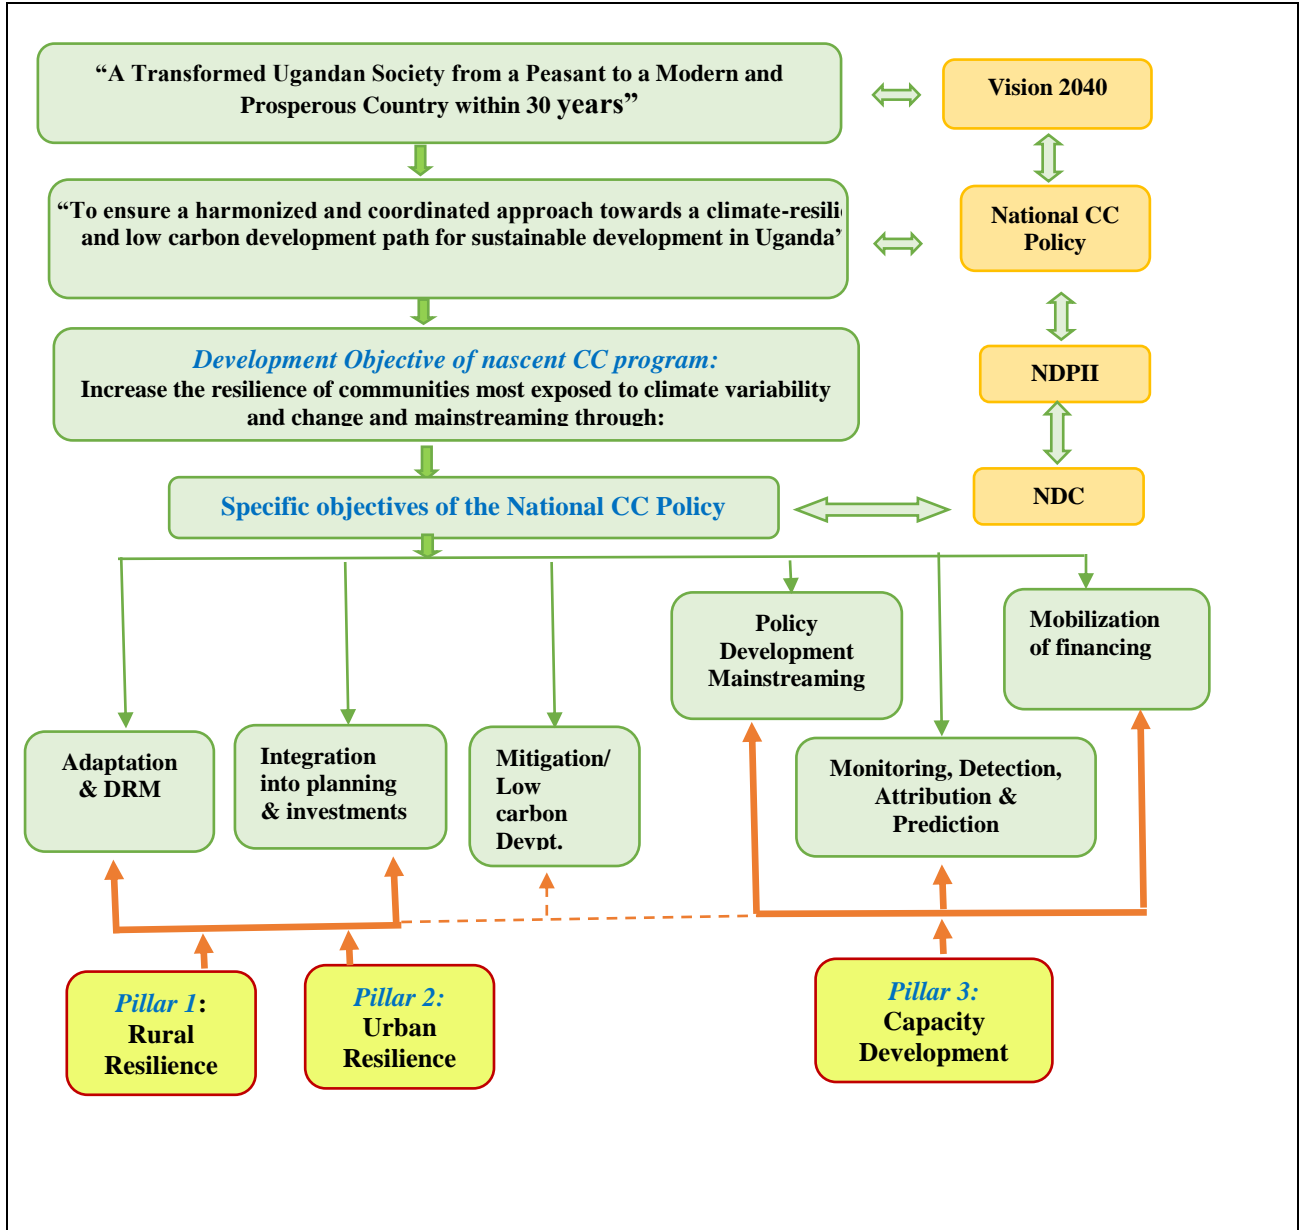 “A Transformed Ugandan Society from a Peasant to a Modern and
Prosperous Country within 30 years”
Vision 2040
“To ensure a harmonized and coordinated approach towards a climate-resili
and low carbon development path for sustainable development in Uganda”
National CC
Policy
Development Objective of nascent CC program:
Increase the resilience of communities most exposed to climate variability
and change and mainstreaming through:
NDPII
Specific objectives of the National CC Policy
NDC
Policy
Development
Mainstreaming
Mobilization
of financing
Adaptation
& DRM
Integration
into planning
& investments
Mitigation/
Low
carbon
Devpt.
Monitoring, Detection,
Attribution &
Prediction
Pillar 1:
Rural
Resilience
Pillar 2:
Urban
Resilience
Pillar 3:
Capacity
Development